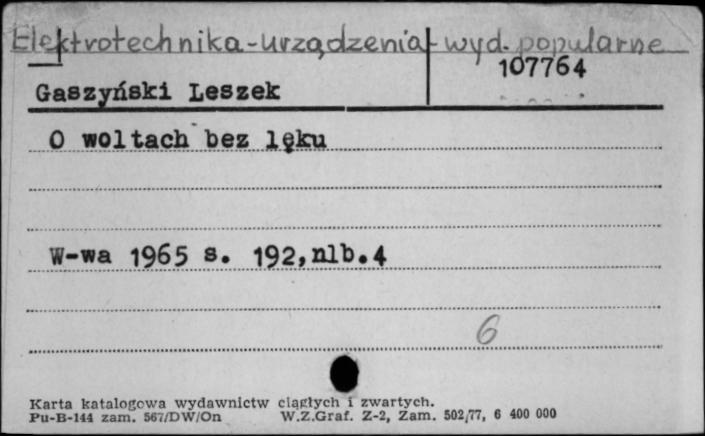 Elektrotechnika-urządzenia-wyd. popularne
107764
Gaszyński Leszek
O woltach bez lęku
W-wa 1965 s. 192,nlb.4
6
Karta katalogowa wydawnictw ciągłych i zwartych.
Pu-B-144 zam. 567/DW/On W.Z.Graf. Z-2, Zam. 502/77, 6 400 000